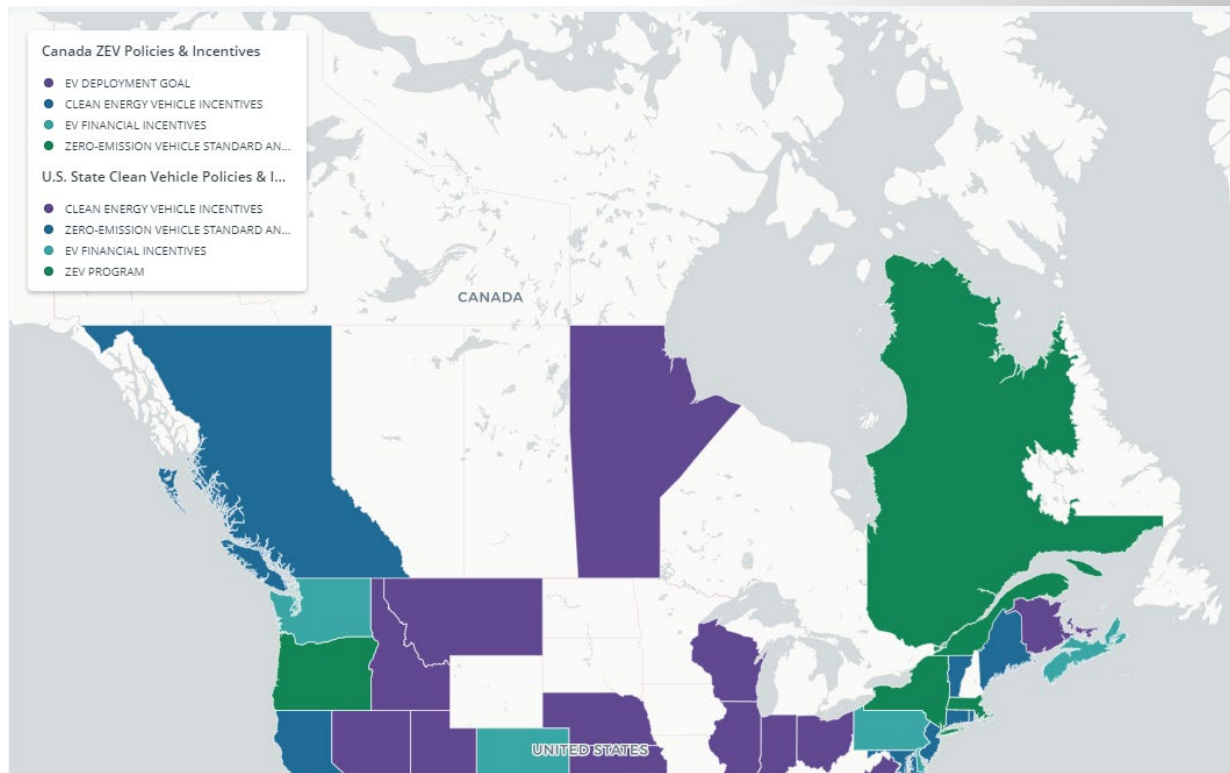 Canada ZEV Policies & Incentives
EV DEPLOYMENT GOAL
CLEAN ENERGY VEHICLE INCENTIVES
EV FINANCIAL INCENTIVES
ZERO-EMISSION VEHICLE STANDARD AN...
U.S. State Clean Vehicle Policies & I...
CLEAN ENERGY VEHICLE INCENTIVES
ZERO-EMISSION VEHICLE STANDARD AN...
EV FINANCIAL INCENTIVES
ZEV PROGRAM
CANADA
UNITED STATES